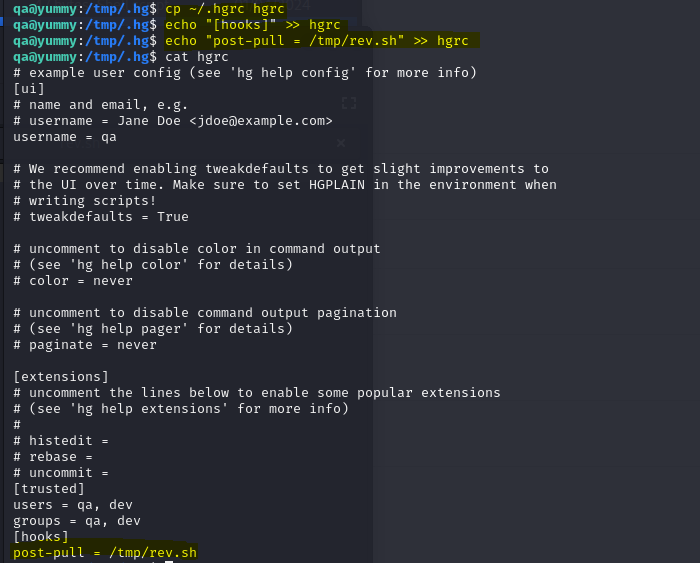 qa@yummy:/tmp/.hg$ cp ~/.hgrc hgrc
qa@yummy:/tmp/.hg$ echo "[hooks]" >> hgrc
qa@yummy:/tmp/.hg$ echo "post-pull = /tmp/rev.sh" >> hgrc
qa@yummy:/tmp/.hg$ cat hgrc
# example user config (see 'hg help config' for more info)
[ui]
# name and email, e.g.
# username = Jane Doe <jdoe@example.com>
username = qa

# We recommend enabling tweakdefaults to get slight improvements to
# the UI over time. Make sure to set HGPLAIN in the environment when
# writing scripts!
# tweakdefaults = True

# uncomment to disable color in command output
# (see 'hg help color' for details)
# color = never

# uncomment to disable command output pagination
# (see 'hg help pager' for details)
# paginate = never

[extensions]
# uncomment the lines below to enable some popular extensions
# (see 'hg help extensions' for more info)
#
# histedit =
# rebase =
# uncommit =
[trusted]
users = qa, dev
groups = qa, dev
[hooks]
post-pull = /tmp/rev.sh